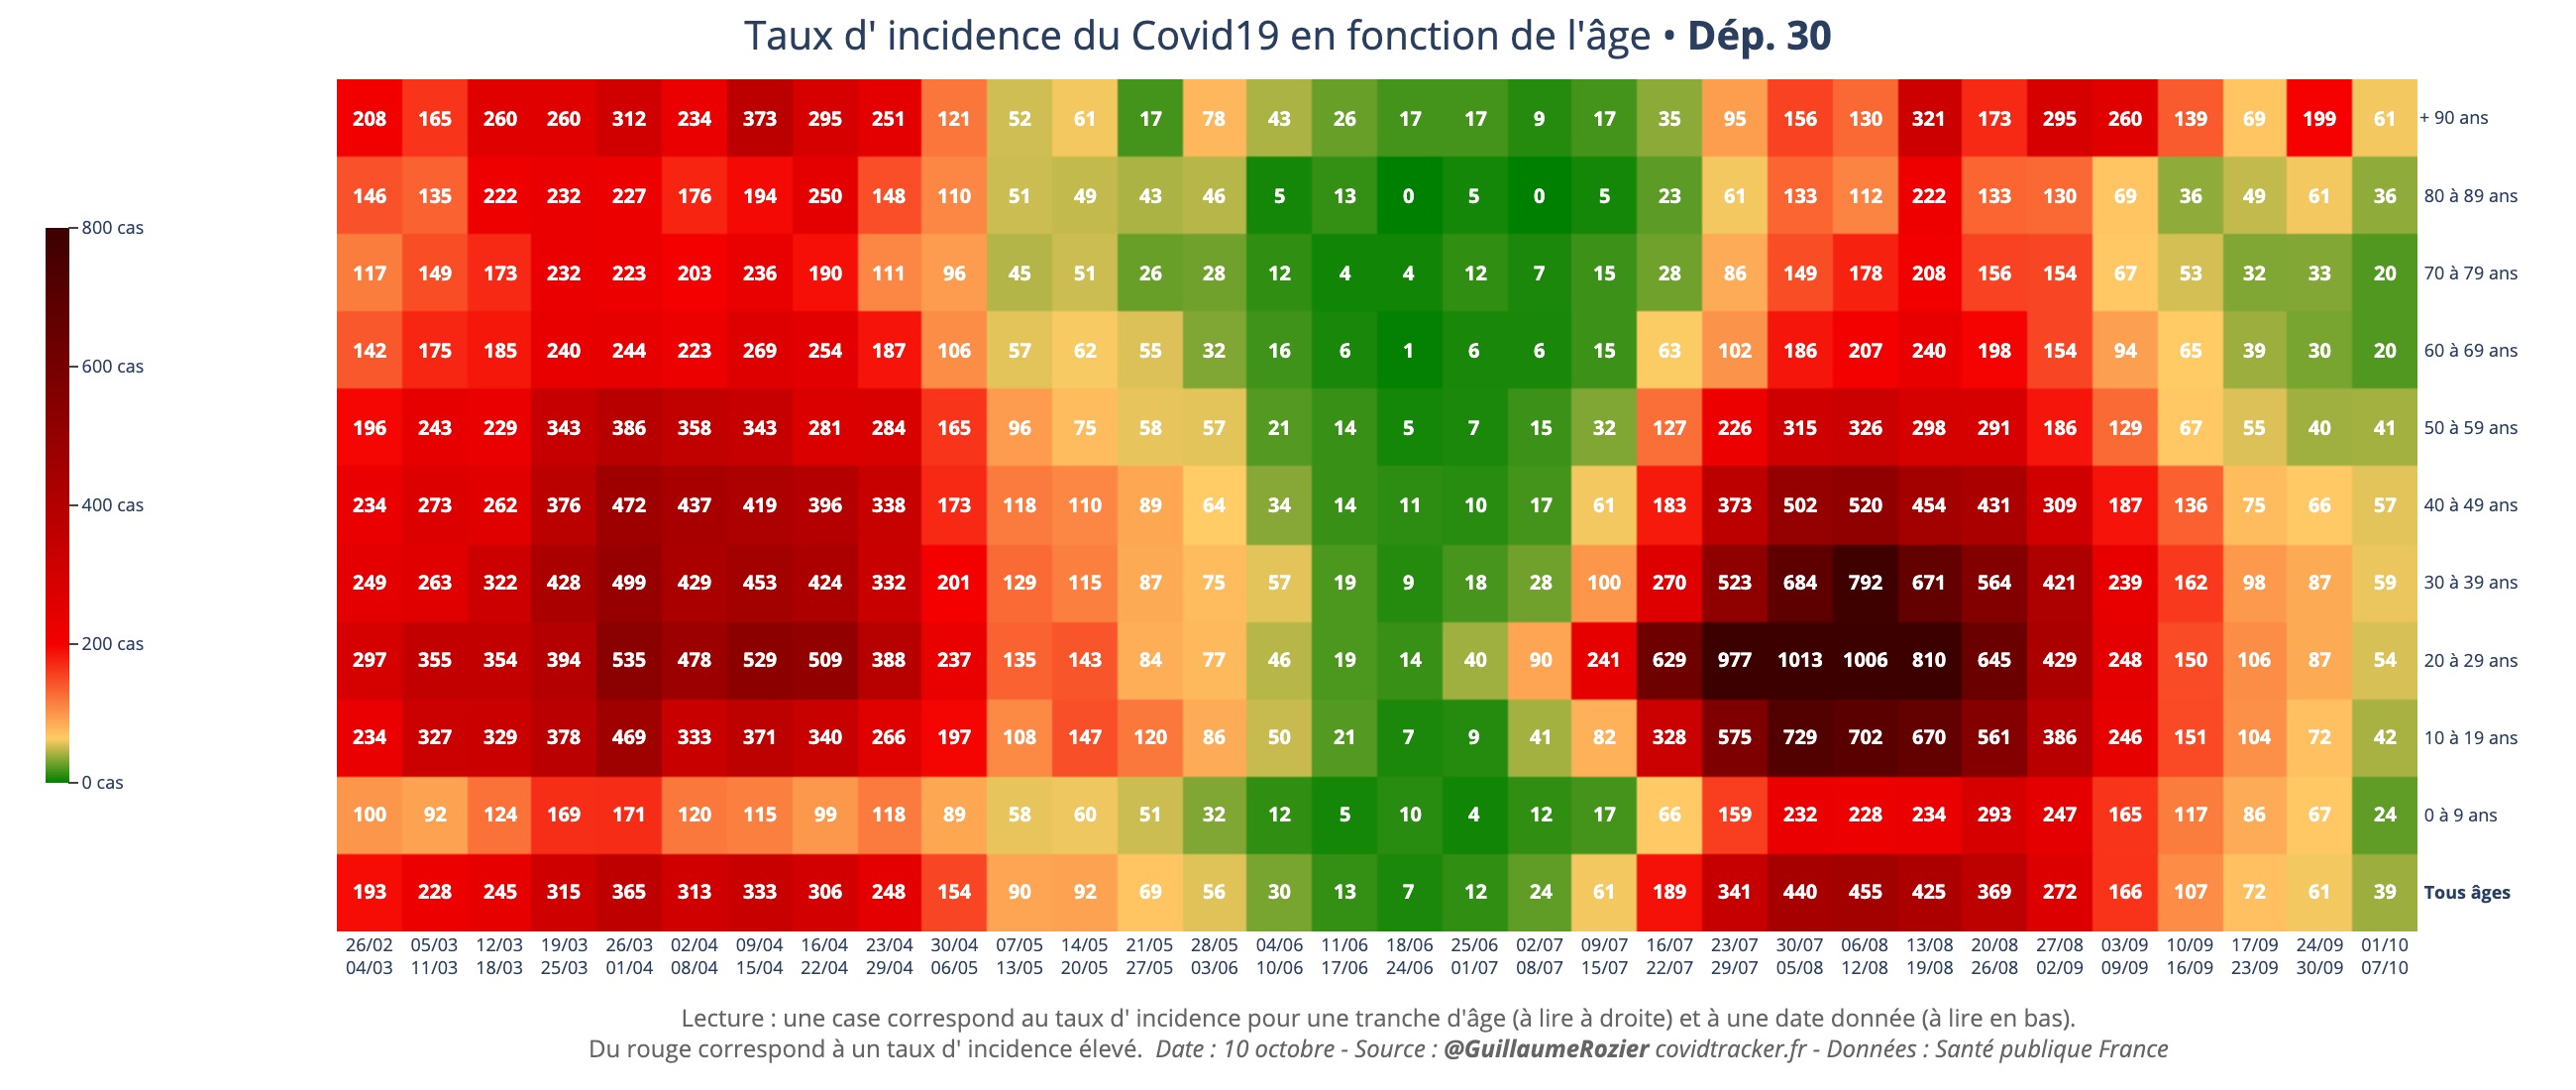 Taux d' incidence du Covid19 en fonction de l'âge • Dép. 30
800 cas
600 cas
400 cas
200 cas
0 cas
208 165 260 260 312 234 373 295 251 121 52 61 17 78 43 26 17 17 9 17 35 95 156 130 321 173 295 260 139 69 199 61 + 90 ans
146 135 222 232 227 176 194 250 148 110 51 49 43 46 5 13 0 5 0 5 23 61 133 112 222 133 130 69 36 49 61 36 80 à 89 ans
117 149 173 232 223 203 236 190 111 96 45 51 26 28 12 4 4 12 7 15 28 86 149 178 208 156 154 67 53 32 33 20 70 à 79 ans
142 175 185 240 244 223 269 254 187 106 57 62 55 32 16 6 1 6 6 15 63 102 186 207 240 198 154 94 65 39 30 20 60 à 69 ans
196 243 229 343 386 358 343 281 284 165 96 75 58 57 21 14 5 7 15 32 127 226 315 326 298 291 186 129 67 55 40 41 50 à 59 ans
234 273 262 376 472 437 419 396 338 173 118 110 89 64 34 14 11 10 17 61 183 373 502 520 454 431 309 187 136 75 66 57 40 à 49 ans
249 263 322 428 499 429 453 424 332 201 129 115 87 75 57 19 9 18 28 100 270 523 684 792 671 564 421 239 162 98 87 59 30 à 39 ans
297 355 354 394 535 478 529 509 388 237 135 143 84 77 46 19 14 40 90 241 629 977 1013 1006 810 645 429 248 150 106 87 54 20 à 29 ans
234 327 329 378 469 333 371 340 266 197 108 147 120 86 50 21 7 9 41 82 328 575 729 702 670 561 386 246 151 104 72 42 10 à 19 ans
100 92 124 169 171 120 115 99 118 89 58 60 51 32 12 5 10 4 12 17 66 159 232 228 234 293 247 165 117 86 67 24 0 à 9 ans
193 228 245 315 365 313 333 306 248 154 90 92 69 56 30 13 7 12 24 61 189 341 440 455 425 369 272 166 107 72 61 39 Tous âges
26/02 05/03 12/03 19/03 26/03 02/04 09/04 16/04 23/04 30/04 07/05 14/05 21/05 28/05 04/06 11/06 18/06 25/06 02/07 09/07 16/07 23/07 30/07 06/08 13/08 20/08 27/08 03/09 10/09 17/09 24/09 01/10
04/03 11/03 18/03 25/03 01/04 08/04 15/04 22/04 29/04 06/05 13/05 20/05 27/05 03/06 10/06 17/06 24/06 01/07 08/07 15/07 22/07 29/07 05/08 12/08 19/08 26/08 02/09 09/09 16/09 23/09 30/09 07/10
Lecture : une case correspond au taux d' incidence pour une tranche d'âge (à lire à droite) et à une date donnée (à lire en bas).
Du rouge correspond à un taux d' incidence élevé. Date : 10 octobre - Source : @GuillaumeRozier covidtracker.fr - Données : Santé publique France